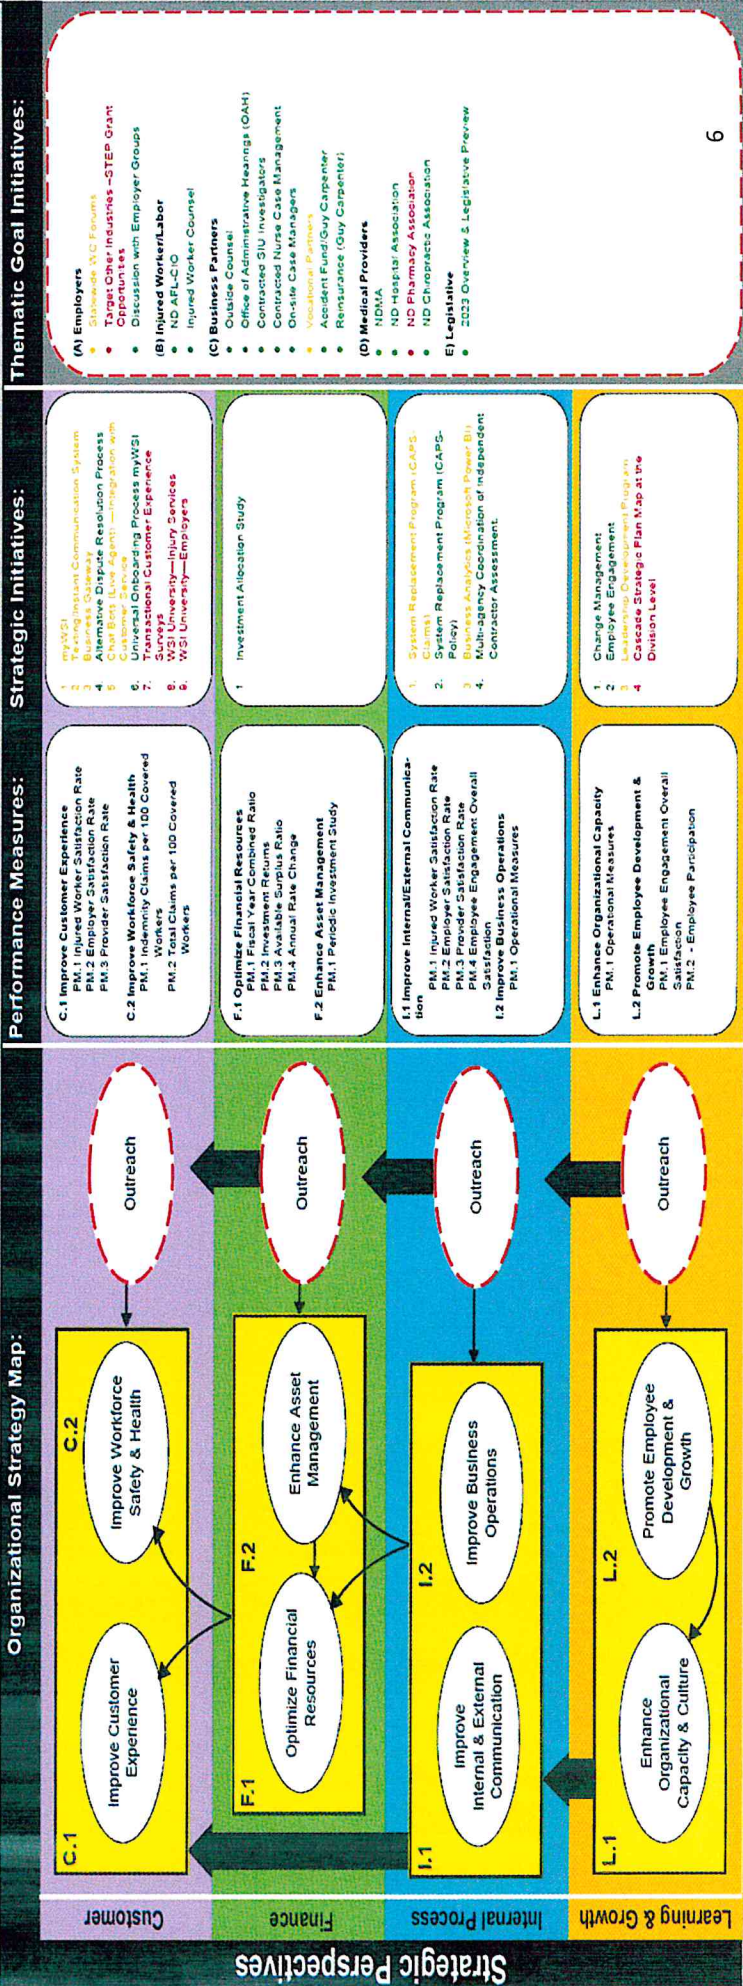 Organizational Strategy Map:
Performance Measures:
Strategic Initiatives:
Thematic Goal Initiatives:
Strategic Perspectives
Customer
C.1
Improve Customer
Experience
C.2
Improve Workforce
Safety & Health
Outreach
C.1 Improve Customer Experience
PM.1 Injured Worker Satisfaction Rate
PM.2 Employer Satisfaction Rate
PM.3 Provider Satisfaction Rate
C.2 Improve Workforce Safety & Health
PM.1 Indemnity Claims per 100 Covered
Workers
PM.2 Total Claims per 100 Covered
Workers
1 myWSI
2 Texting/Instant Communication System
3 Business Gateway
4. Alternative Dispute Resolution Process
5 Chat Bots (Live Agent) —Integration with
Customer Service
6. Universal Onboarding Process myWSI
7. Transactional Customer Experience
Surveys
8. WSI University—Injury Services
9. WSI University—Employers
Finance
F.1
Optimize Financial
Resources
F.2
Enhance Asset
Management
Outreach
F.1 Optimize Financial Resources
PM.1 Fiscal Year Combined Ratio
PM.2 Investment Returns
PM.3 Available Surplus Ratio
PM.4 Annual Rate Change
F.2 Enhance Asset Management
PM.1 Periodic Investment Study
1 Investment Allocation Study
Internal Process
I.1
Improve
Internal & External
Communication
I.2
Improve Business
Operations
Outreach
I.1 Improve Internal/External Communica-
tion
PM.1 Injured Worker Satisfaction Rate
PM.2 Employer Satisfaction Rate
PM.3 Provider Satisfaction Rate
PM.4 Employee Engagement Overall
Satisfaction
I.2 Improve Business Operations
PM.1 Operational Measures
1. System Replacement Program (CAPS-
Claims)
2. System Replacement Program (CAPS-
Policy)
3 Business Analytics (Microsoft Power BI)
4. Multi-agency Coordination of Independent
Contractor Assessment.
Learning & Growth
L.1
Enhance
Organizational
Capacity & Culture
L.2
Promote Employee
Development &
Growth
Outreach
L.1 Enhance Organizational Capacity
PM.1 Operational Measures
L.2 Promote Employee Development &
Growth
PM.1 Employee Engagement Overall
Satisfaction
PM.2 - Employee Participation
1. Change Management
2. Employee Engagement
3 Leadership Development Program
4 Cascade Strategic Plan Map at the
Division Level
(A) Employers
• Statewide WC Forums
• Target Other Industries –STEP Grant
Opportunities
• Discussion with Employer Groups
(B) Injured Worker/Labor
• ND AFL-CIO
• Injured Worker Counsel
(C) Business Partners
• Outside Counsel
• Office of Administrative Hearings (OAH)
• Contracted SIU Investigators
• Contracted Nurse Case Management
• On-site Case Managers
• Vocational Partners
• Accident Fund/Guy Carpenter
• Reinsurance (Guy Carpenter)
(D) Medical Providers
• NDMA
• ND Hospital Association
• ND Pharmacy Association
• ND Chiropractic Association
E) Legislative
• 2023 Overview & Legislative Preview
6